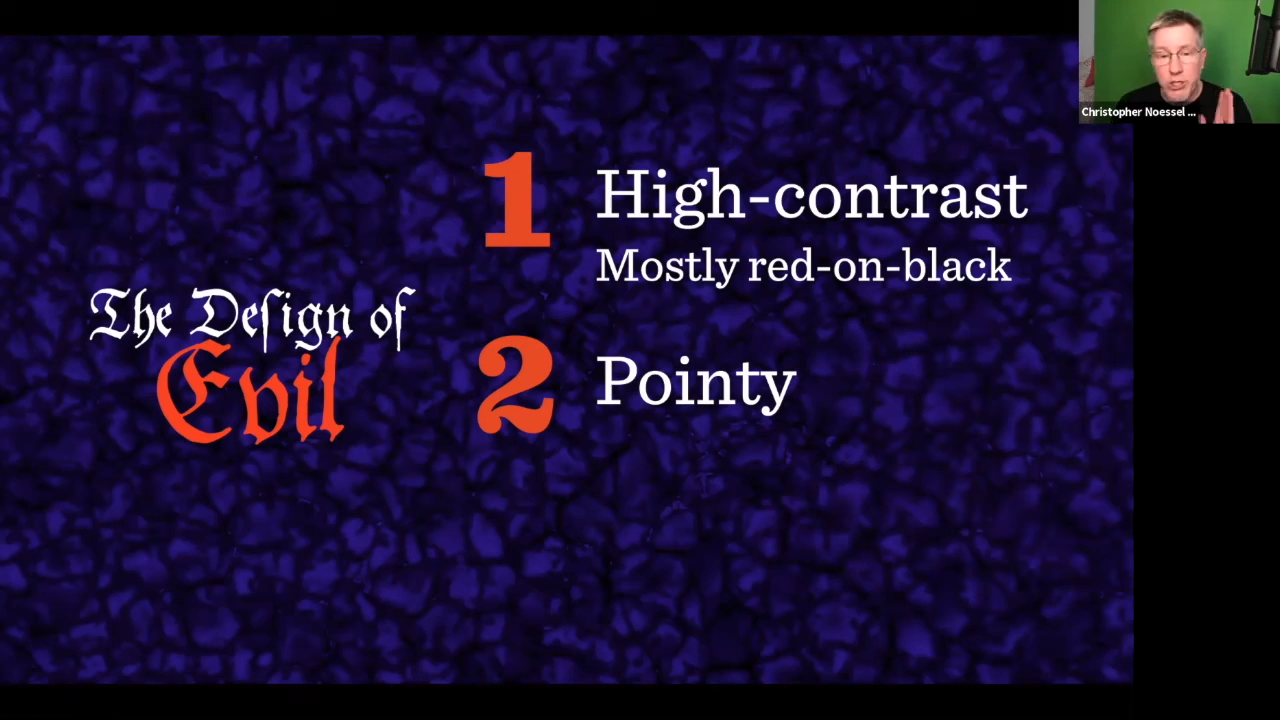 The Deſign of
Evil
1 High-contrast
Mostly red-on-black
2 Pointy
Christopher Noessel ...